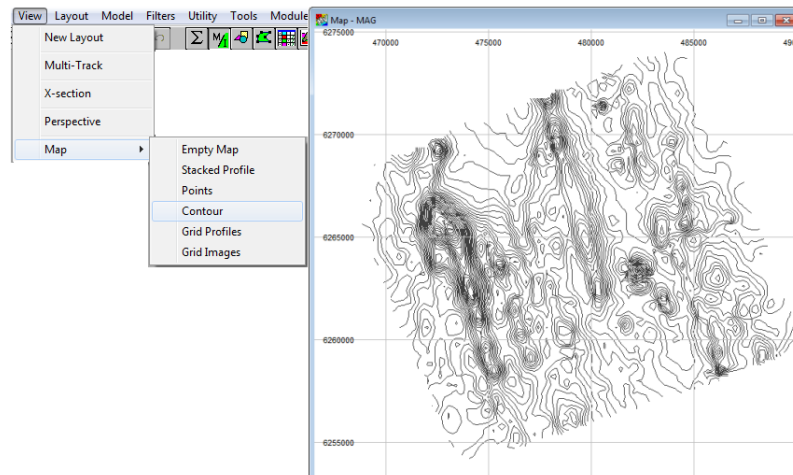 View Layout Model Filters Utility Tools Module
New Layout
Multi-Track
X-section
Perspective
Map
Empty Map
Stacked Profile
Points
Contour
Grid Profiles
Grid Images
Map - MAG
6275000
470000 475000 480000 485000
6270000
6265000
6260000
6255000